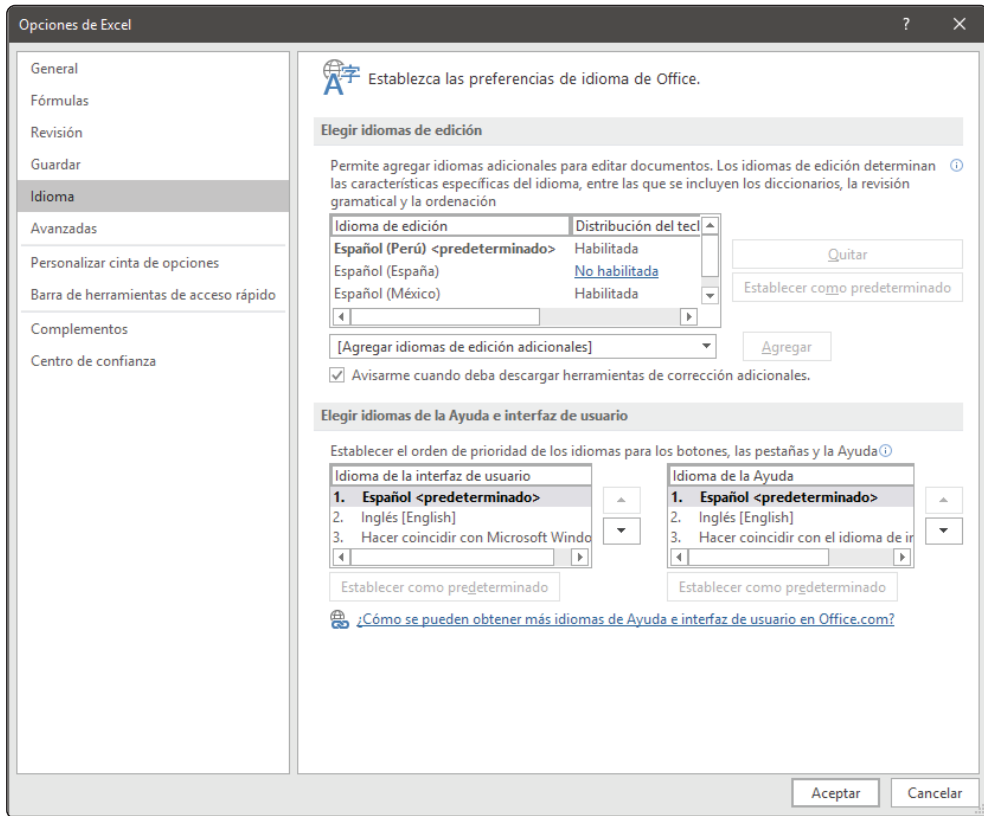 Opciones de Excel
?
General
Fórmulas
Revisión
Guardar
Idioma
Avanzadas
Personalizar cinta de opciones
Barra de herramientas de acceso rápido
Complementos
Centro de confianza
A字
Establezca las preferencias de idioma de Office.
Elegir idiomas de edición
Permite agregar idiomas adicionales para editar documentos. Los idiomas de edición determinan
las características específicas del idioma, entre las que se incluyen los diccionarios, la revisión
gramatical y la ordenación
Idioma de edición Distribución del tecl
Español (Perú) <predeterminado> Habilitada
Español (España) No habilitada
Español (México) Habilitada
Quitar
Establecer como predeterminado
[Agregar idiomas de edición adicionales] Agregar
Avisarme cuando deba descargar herramientas de corrección adicionales.
Elegir idiomas de la Ayuda e interfaz de usuario
Establecer el orden de prioridad de los idiomas para los botones, las pestañas y la Ayuda
Idioma de la interfaz de usuario
1. Español <predeterminado>
2. Inglés [English]
3. Hacer coincidir con Microsoft Windo
Establecer como predeterminado
Idioma de la Ayuda
1. Español <predeterminado>
2. Inglés [English]
3. Hacer coincidir con el idioma de ir
Establecer como predeterminado
¿Cómo se pueden obtener más idiomas de Ayuda e interfaz de usuario en Office.com?
Aceptar Cancelar